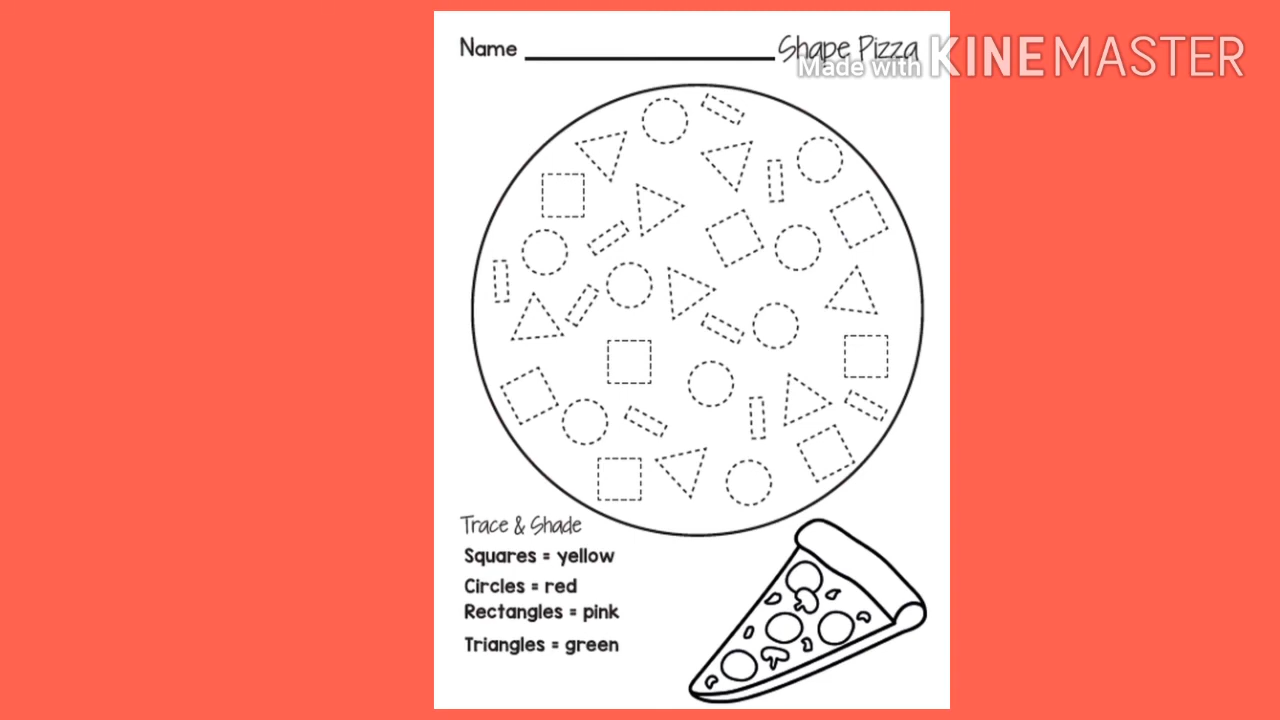 Name Shape Pizza
Made with KINEMASTER
Trace & Shade
Squares = yellow
Circles = red
Rectangles = pink
Triangles = green